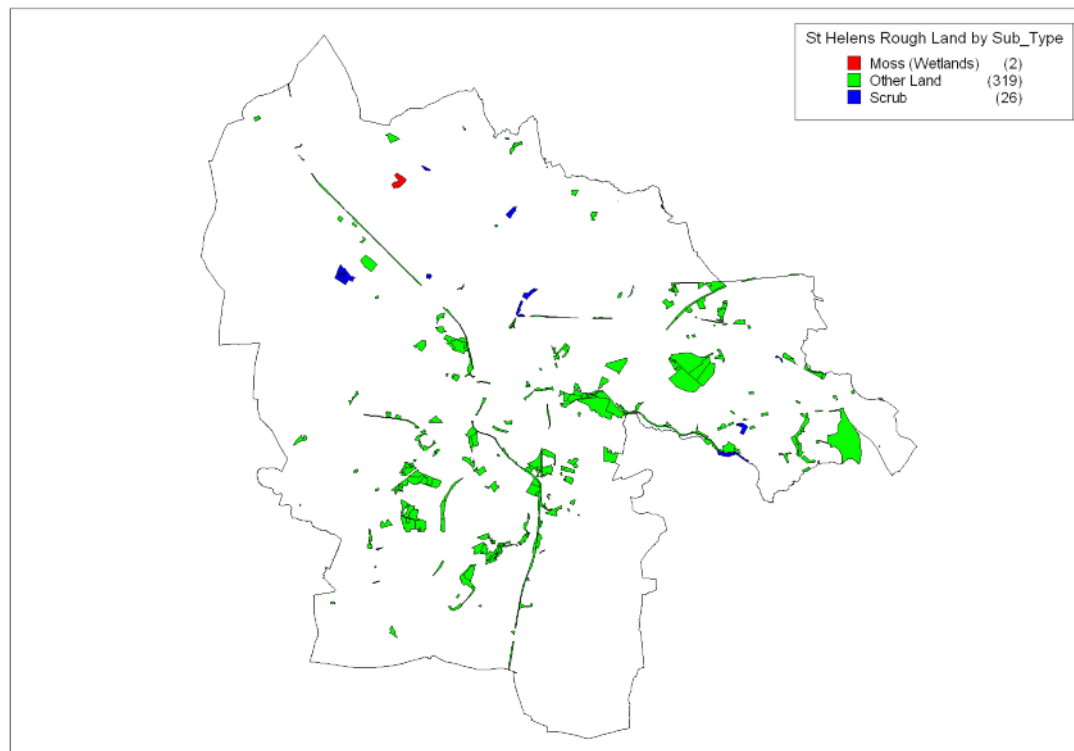 St Helens Rough Land by Sub_Type
Moss (Wetlands) (2)
Other Land (319)
Scrub (26)